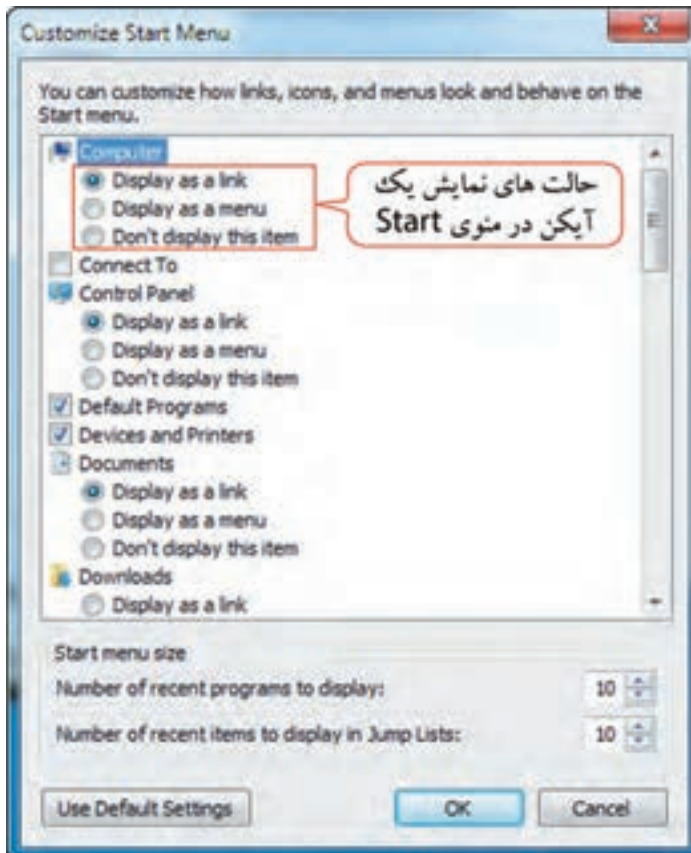 Customize Start Menu
You can customize how links, icons, and menus look and behave on the
Start menu.
Computer
Display as a link
Display as a menu
Don't display this item
حالت های نمایش یک
آیکن در منوی Start
Connect To
Control Panel
Display as a link
Display as a menu
Don't display this item
Default Programs
Devices and Printers
Documents
Display as a link
Display as a menu
Don't display this item
Downloads
Display as a link
Start menu size
Number of recent programs to display: 10
Number of recent items to display in Jump Lists: 10
Use Default Settings OK Cancel